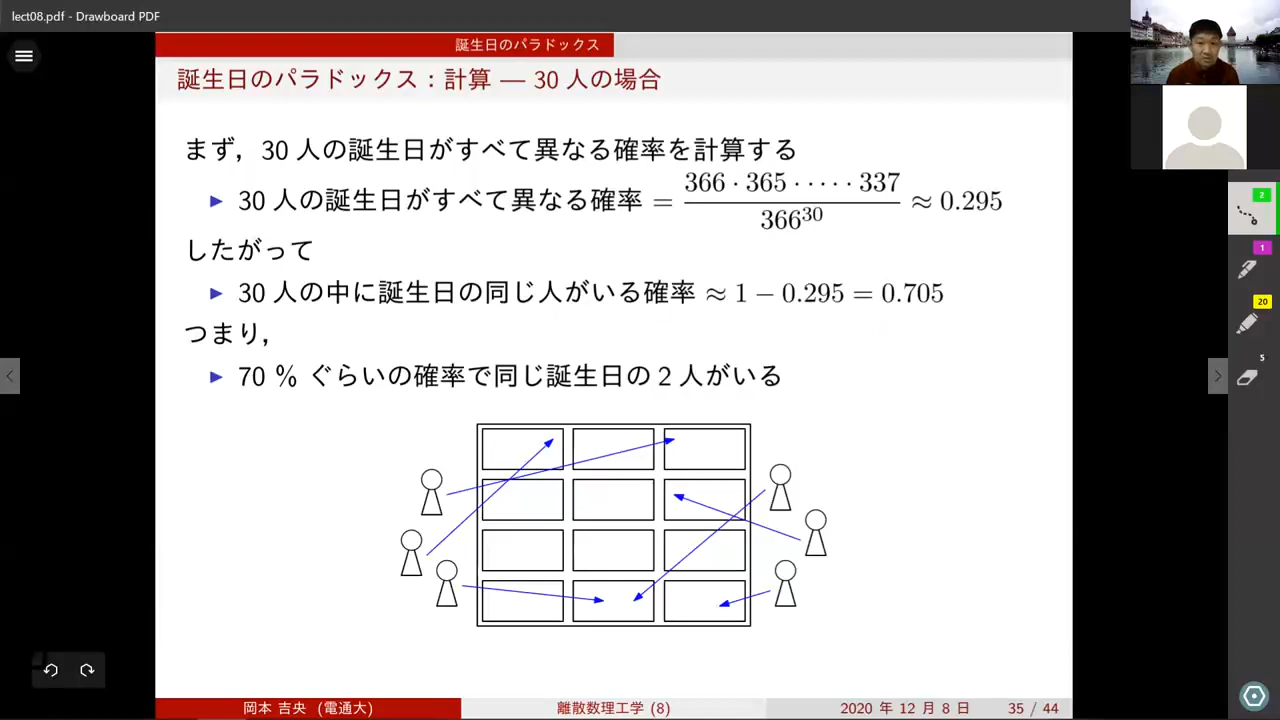 lect08.pdf - Drawboard PDF
誕生日のパラドックス
誕生日のパラドックス：計算 — 30 人の場合
まず，30 人の誕生日がすべて異なる確率を計算する
▶ 30 人の誕生日がすべて異なる確率 = 366 · 365 · ⋯ · 337 / 366^30 ≈ 0.295
したがって
▶ 30 人の中に誕生日の同じ人がいる確率 ≈ 1 − 0.295 = 0.705
つまり，
▶ 70 % ぐらいの確率で同じ誕生日の 2 人がいる
岡本 吉央 (電通大)
離散数理工学 (8)
2020 年 12 月 8 日
35 / 44
2
1
20
5